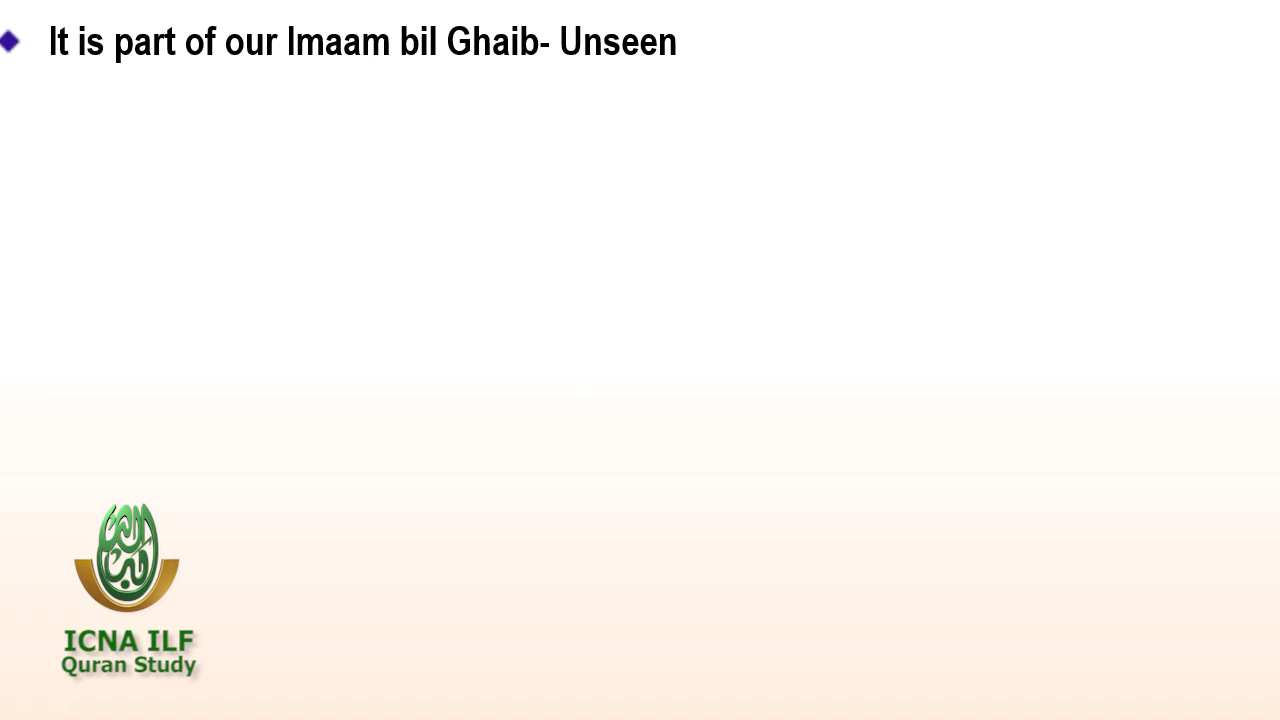 It is part of our Imaam bil Ghaib- Unseen
ICNA ILF
Quran Study